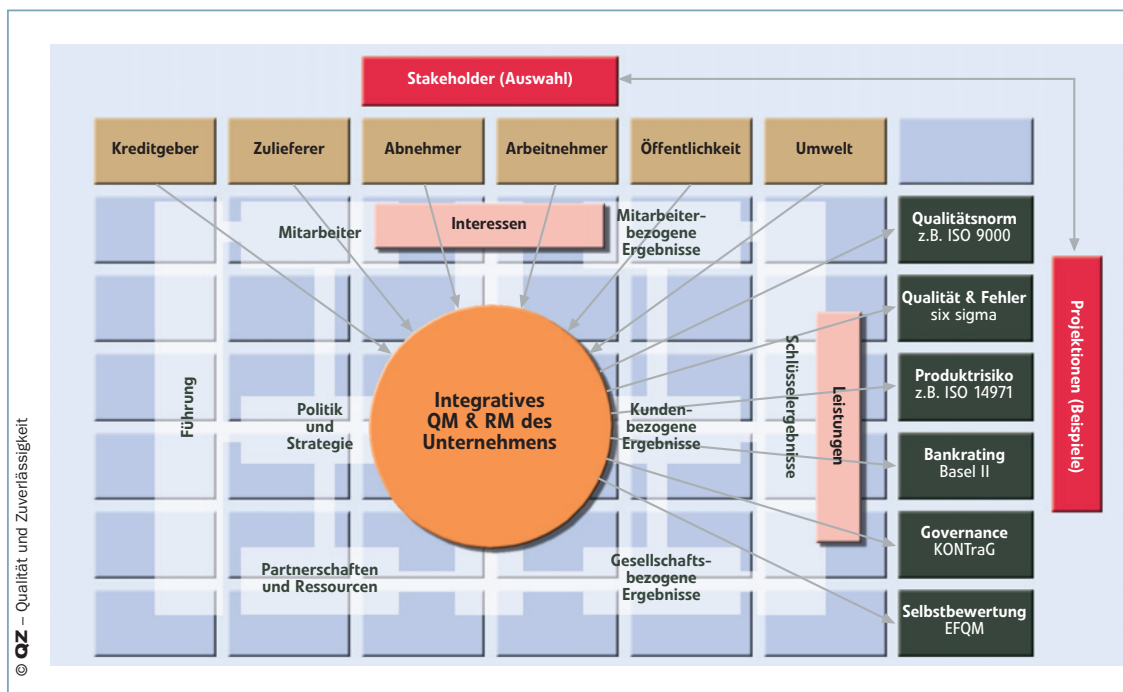 Stakeholder (Auswahl)
Kreditgeber
Zulieferer
Abnehmer
Arbeitnehmer
Öffentlichkeit
Umwelt
Interessen
Mitarbeiter
Mitarbeiter-
bezogene
Ergebnisse
Führung
Politik
und
Strategie
Integratives
QM & RM des
Unternehmens
Kunden-
bezogene
Ergebnisse
Schlüsselergebnisse
Leistungen
Partnerschaften
und Ressourcen
Gesellschafts-
bezogene
Ergebnisse
Qualitätsnorm
z.B. ISO 9000
Qualität & Fehler
six sigma
Produktrisiko
z.B. ISO 14971
Bankrating
Basel II
Governance
KONTraG
Selbstbewertung
EFQM
Projektionen (Beispiele)
© QZ – Qualität und Zuverlässigkeit